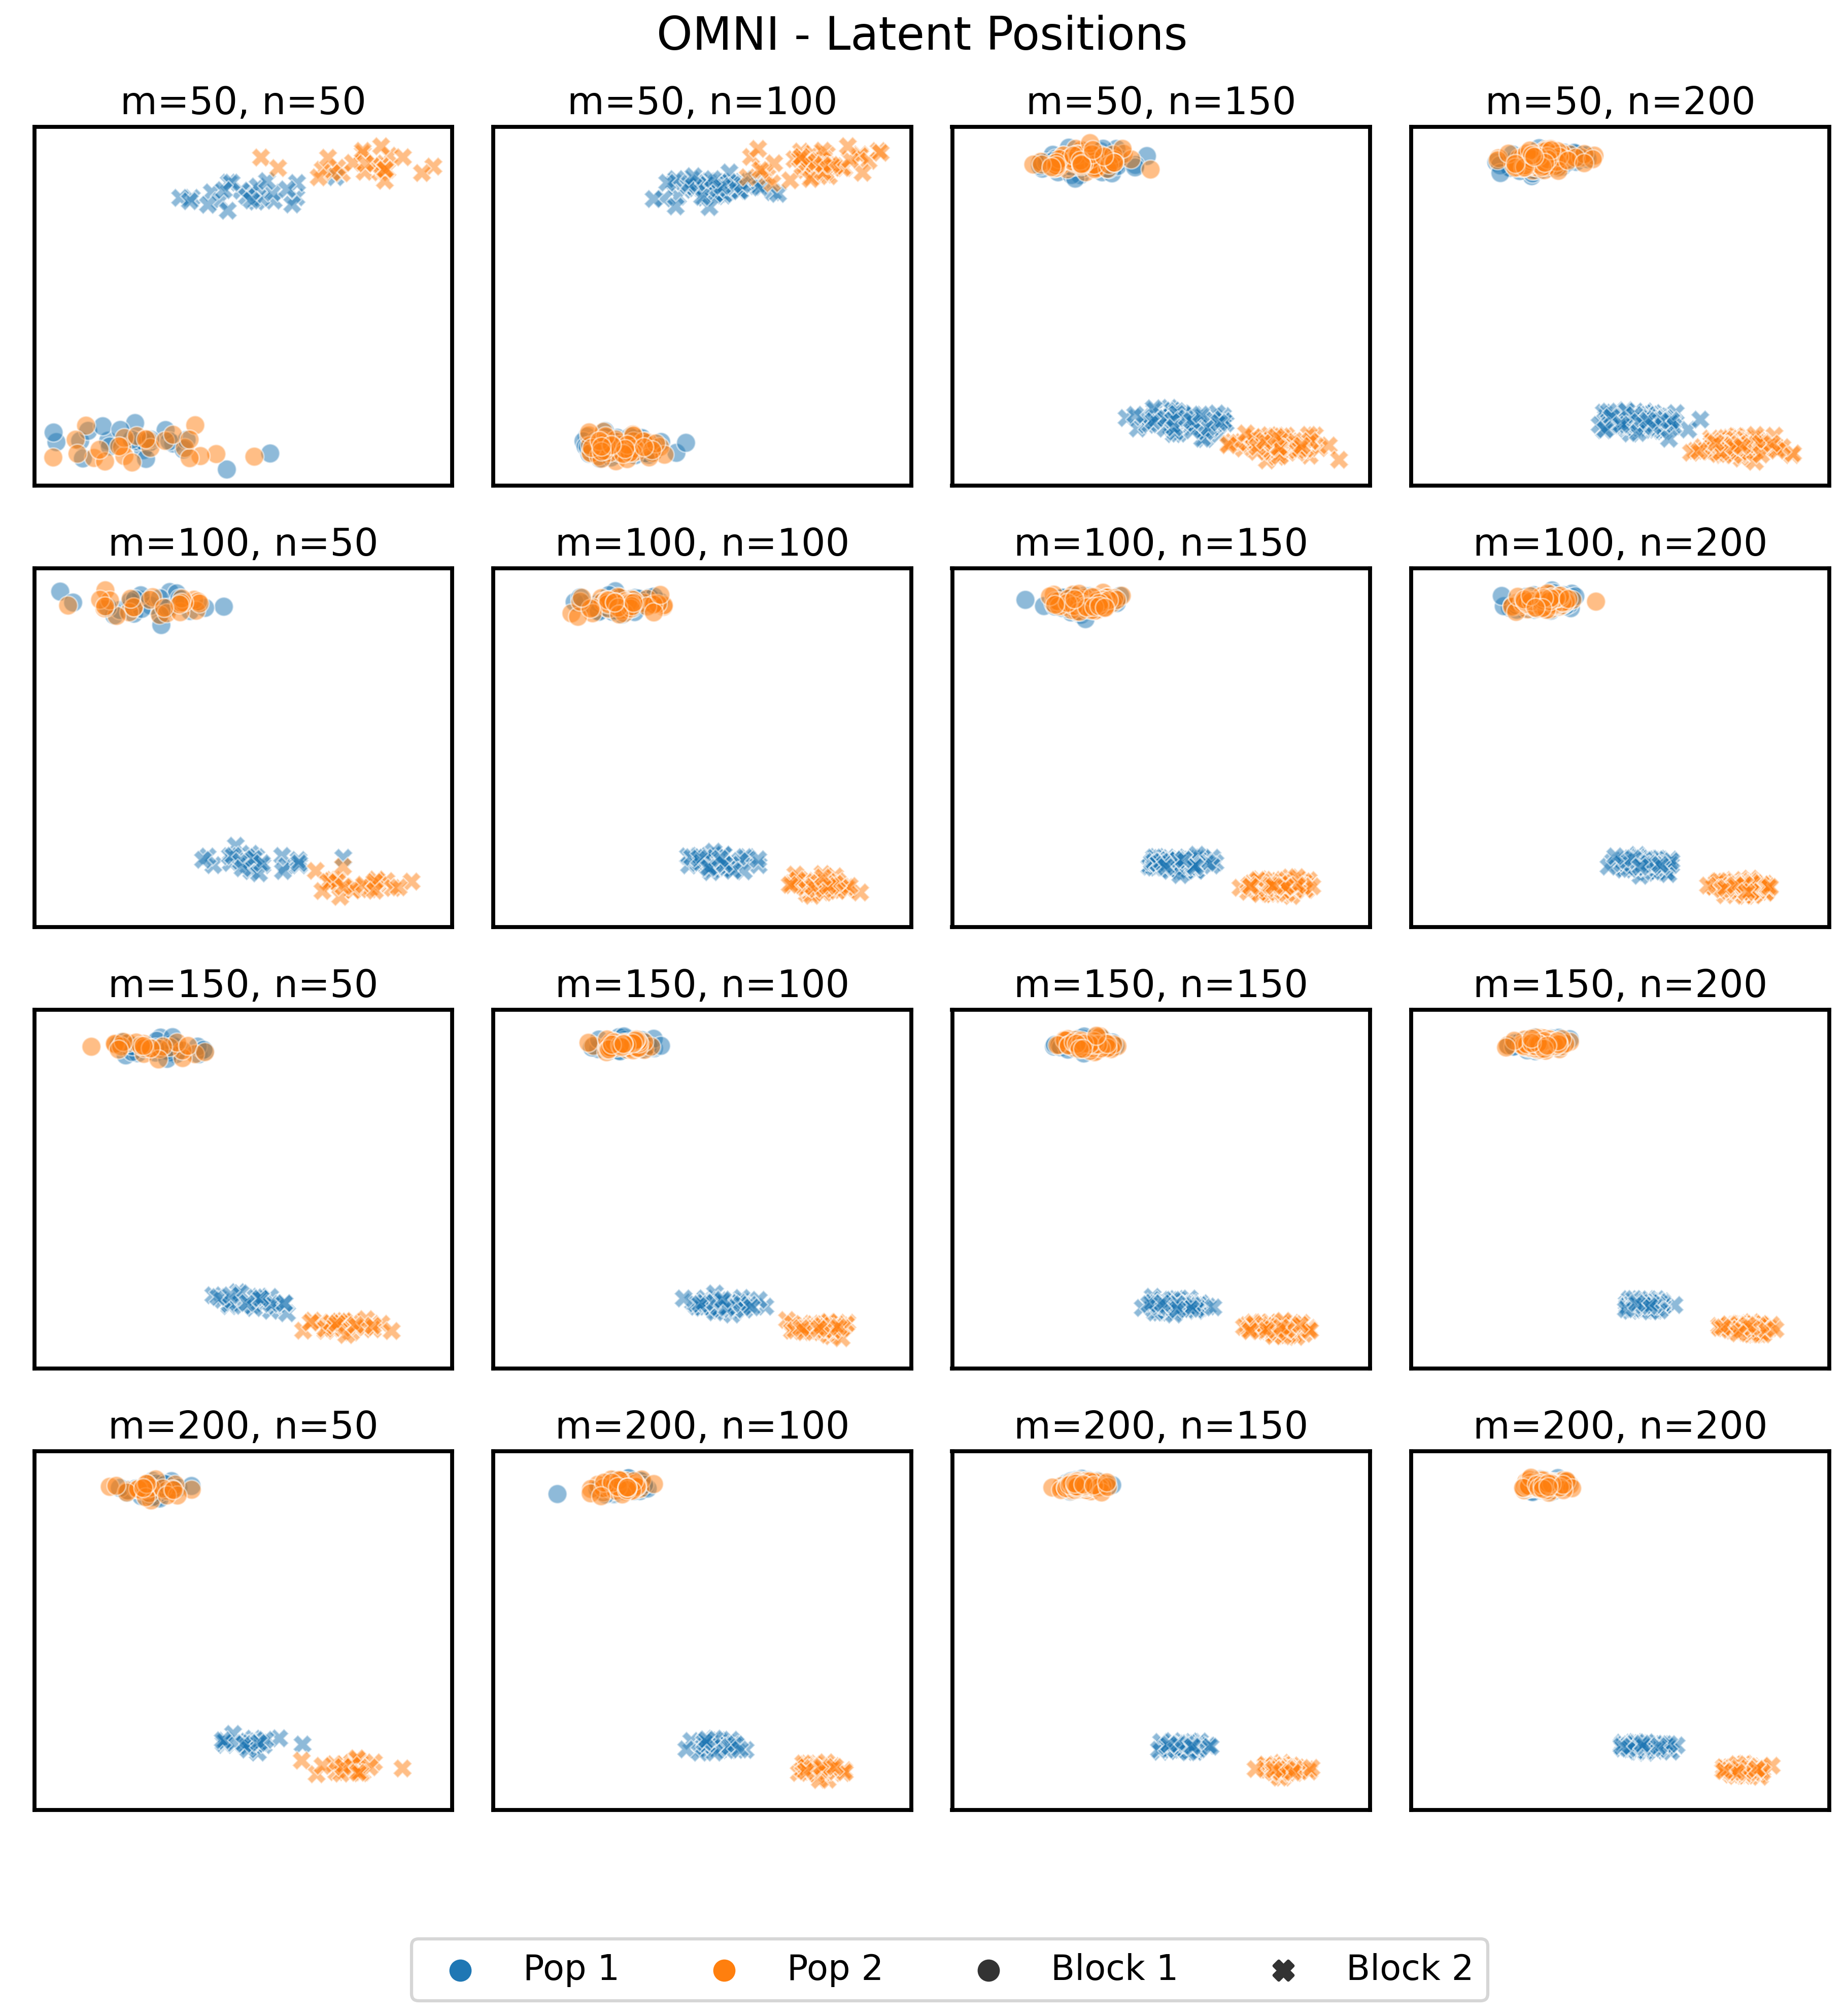 OMNI - Latent Positions
m=50, n=50
m=50, n=100
m=50, n=150
m=50, n=200
m=100, n=50
m=100, n=100
m=100, n=150
m=100, n=200
m=150, n=50
m=150, n=100
m=150, n=150
m=150, n=200
m=200, n=50
m=200, n=100
m=200, n=150
m=200, n=200
Pop 1
Pop 2
Block 1
Block 2